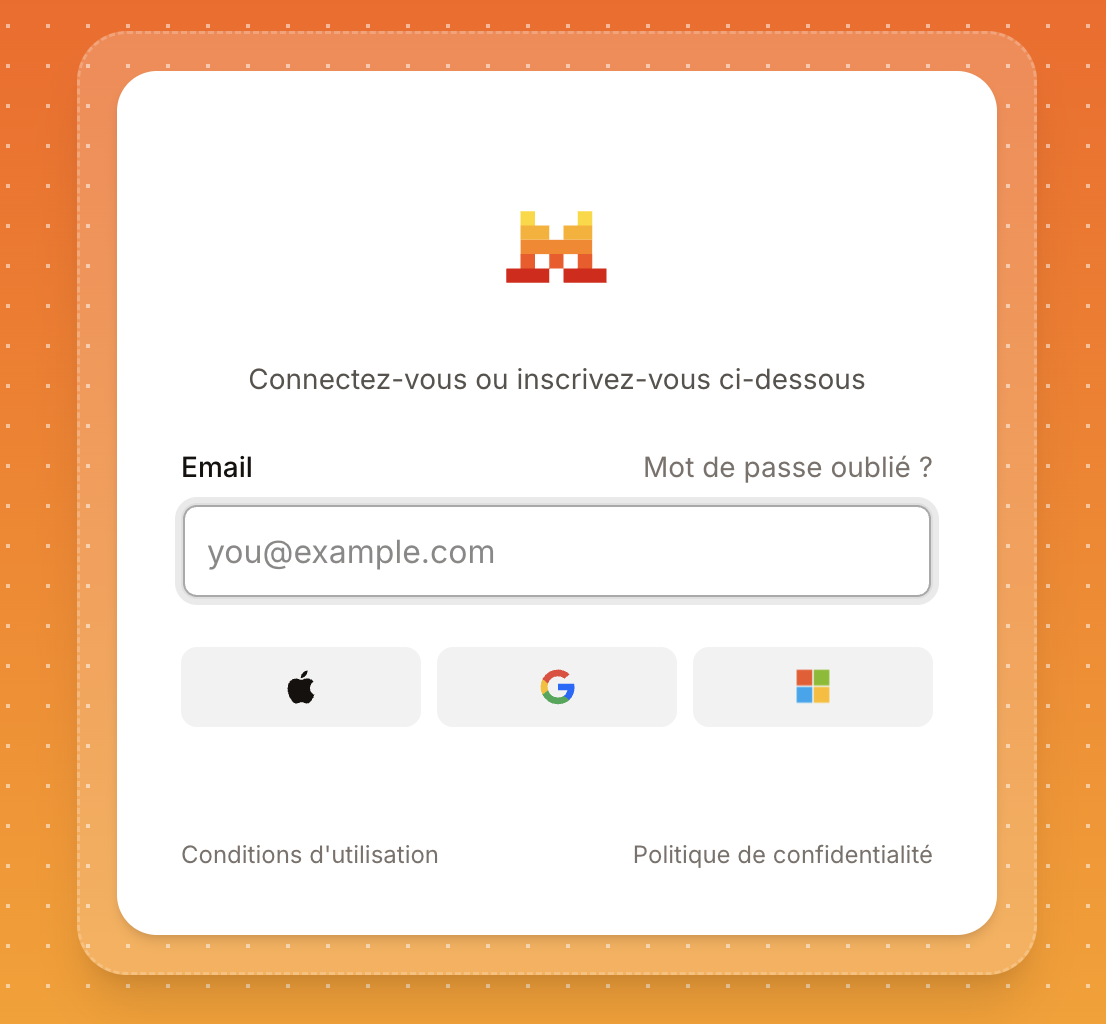 Connectez-vous ou inscrivez-vous ci-dessous
Email
Mot de passe oublié ?
you@example.com
Conditions d'utilisation
Politique de confidentialité